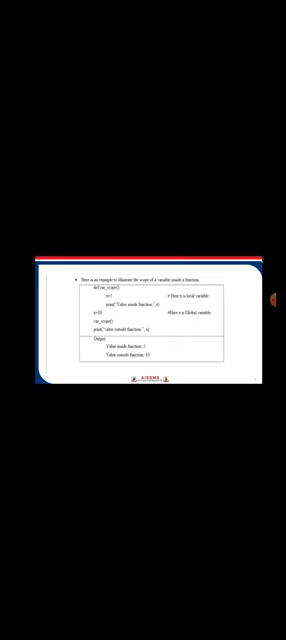 • Here is an example to illustrate the scope of a variable inside a function.
def var_scope()
x=5 # Here x is local variable
print("Value inside function:",x)
x=10 #Here x is Global variable
var_scope()
print("value outside function:", x)
Output
Value inside function: 5
Value outside function: 10
AISSMS